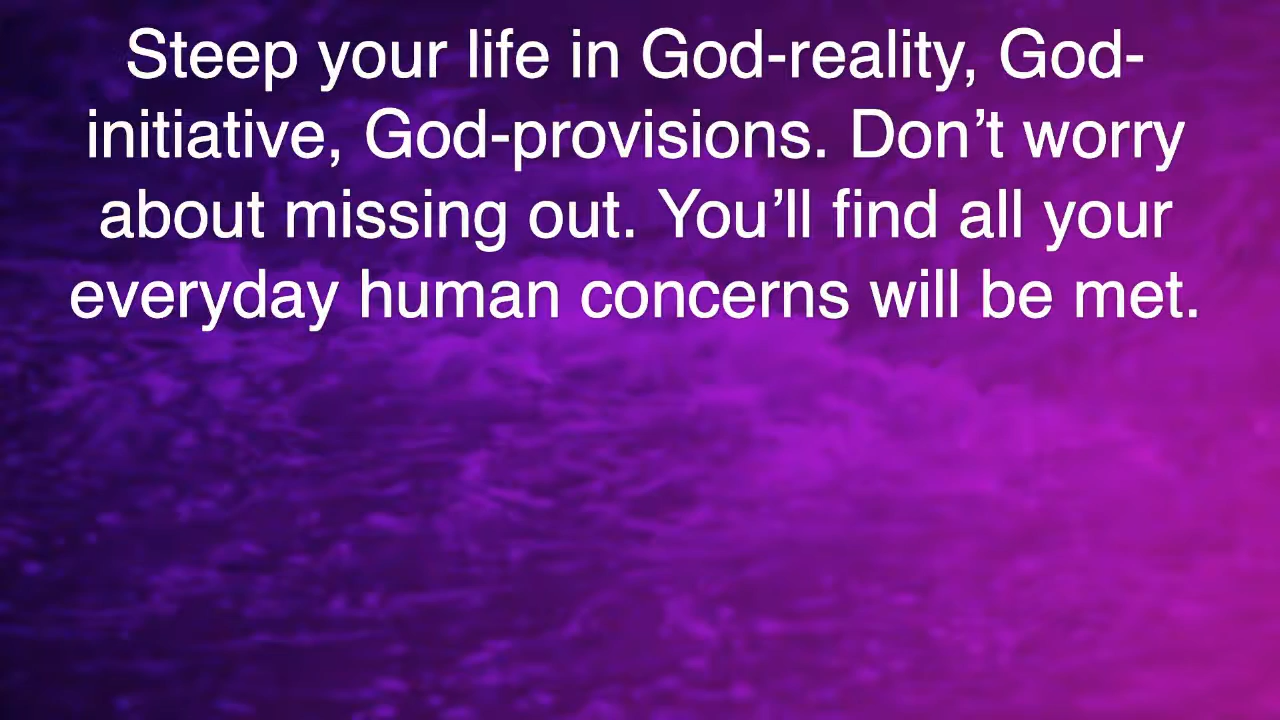 Steep your life in God-reality, God-
initiative, God-provisions. Don’t worry
about missing out. You’ll find all your
everyday human concerns will be met.